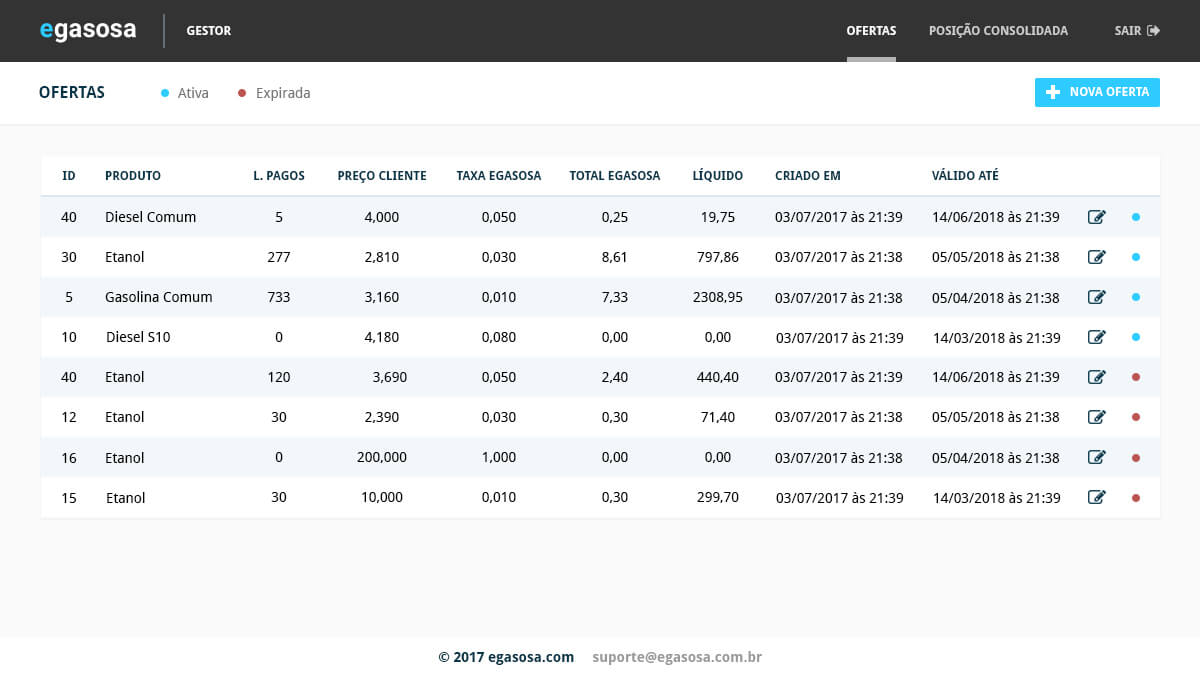 egasosa GESTOR OFERTAS POSIÇÃO CONSOLIDADA SAIR
OFERTAS Ativa Expirada NOVA OFERTA
ID PRODUTO L. PAGOS PREÇO CLIENTE TAXA EGASOSA TOTAL EGASOSA LÍQUIDO CRIADO EM VÁLIDO ATÉ
40 Diesel Comum 5 4,000 0,050 0,25 19,75 03/07/2017 às 21:39 14/06/2018 às 21:39
30 Etanol 277 2,810 0,030 8,61 797,86 03/07/2017 às 21:38 05/05/2018 às 21:38
5 Gasolina Comum 733 3,160 0,010 7,33 2308,95 03/07/2017 às 21:38 05/04/2018 às 21:38
10 Diesel S10 0 4,180 0,080 0,00 0,00 03/07/2017 às 21:39 14/03/2018 às 21:39
40 Etanol 120 3,690 0,050 2,40 440,40 03/07/2017 às 21:39 14/06/2018 às 21:39
12 Etanol 30 2,390 0,030 0,30 71,40 03/07/2017 às 21:38 05/05/2018 às 21:38
16 Etanol 0 200,000 1,000 0,00 0,00 03/07/2017 às 21:38 05/04/2018 às 21:38
15 Etanol 30 10,000 0,010 0,30 299,70 03/07/2017 às 21:39 14/03/2018 às 21:39
© 2017 egasosa.com suporte@egasosa.com.br